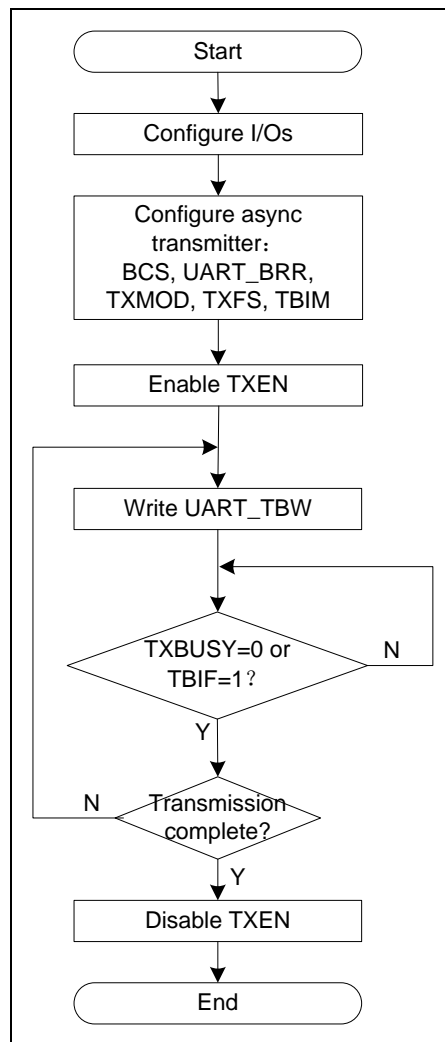 Start
Configure I/Os
Configure async
transmitter：
BCS, UART_BRR,
TXMOD, TXFS, TBIM
Enable TXEN
Write UART_TBW
TXBUSY=0 or
TBIF=1？
N
Y
Transmission
complete?
N
Y
Disable TXEN
End